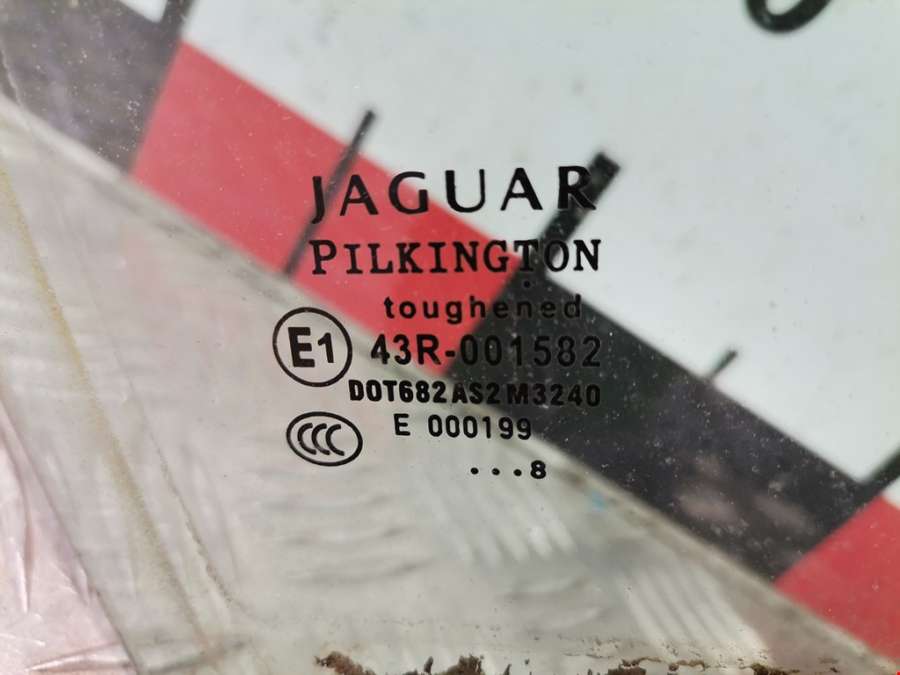 JAGUAR
PILKINGTON
toughened
E1 43R-001582
DOT682AS2M3240
CCC E 000199
...8